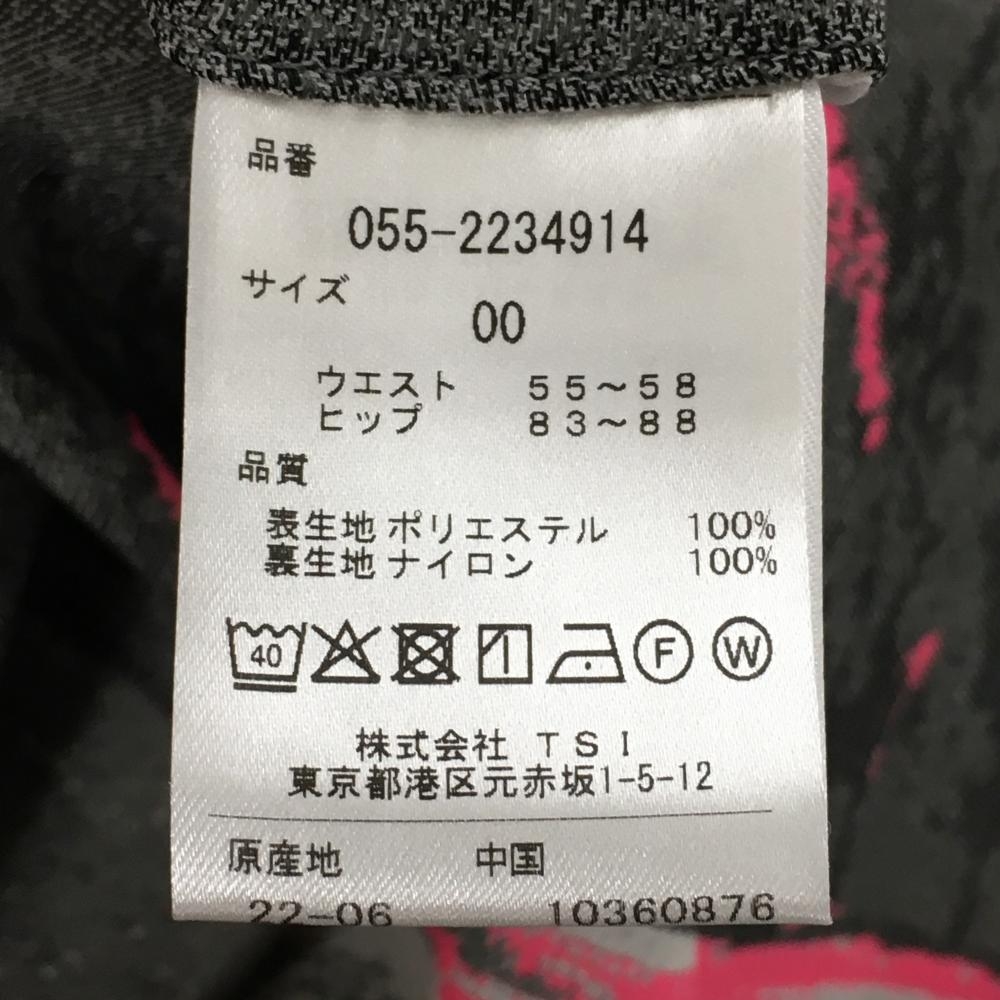 品番
055-2234914
サイズ
00
ウエスト 55～58
ヒップ 83～88
品質
表生地 ポリエステル 100%
裏生地 ナイロン 100%
40 F W
株式会社 TSI
東京都港区元赤坂1-5-12
原産地 中国
22-06 10360876